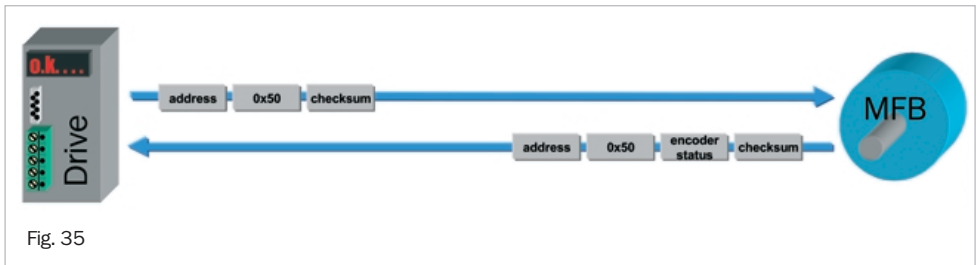 o.k....
Drive
address 0x50 checksum
MFB
address 0x50 encoder status checksum
Fig. 35